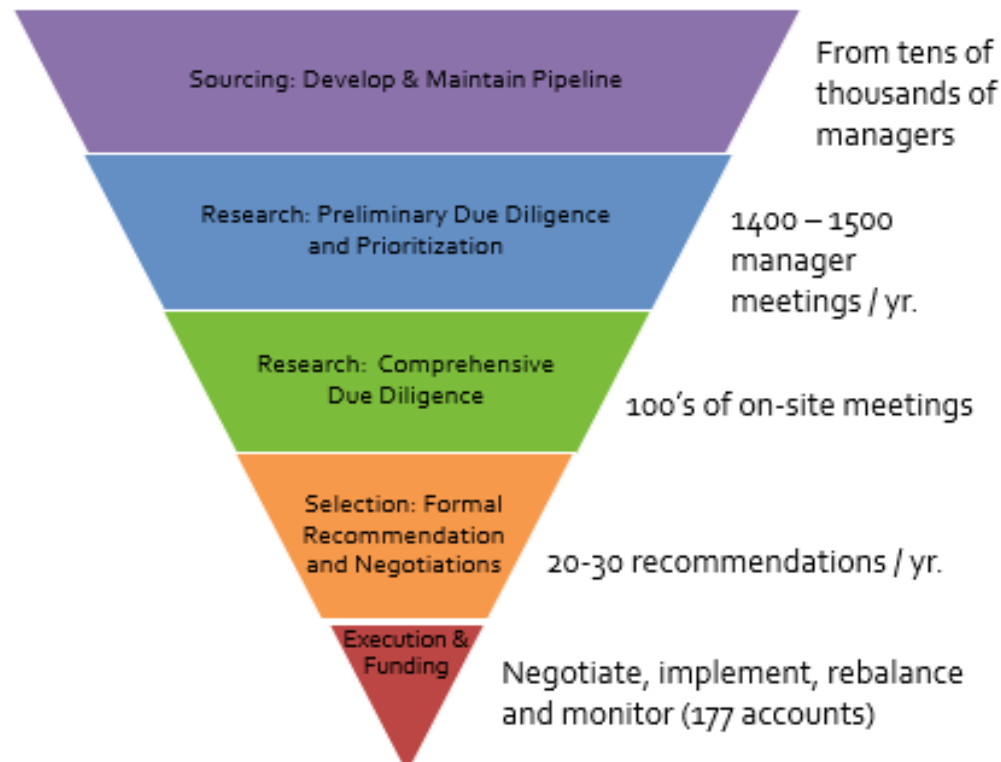 Sourcing: Develop & Maintain Pipeline
From tens of
thousands of
managers
Research: Preliminary Due Diligence
and Prioritization
1400 – 1500
manager
meetings / yr.
Research:  Comprehensive
Due Diligence
100's of on-site meetings
Selection: Formal
Recommendation
and Negotiations
20-30 recommendations / yr.
Execution &
Funding
Negotiate, implement, rebalance
and monitor (177 accounts)